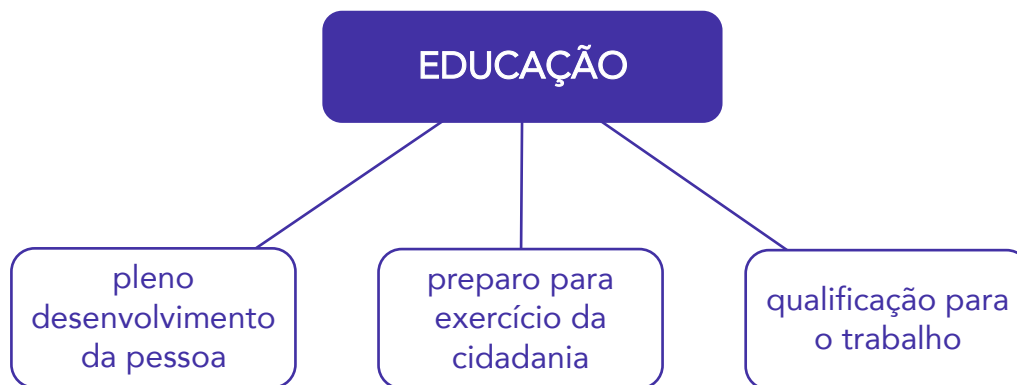 EDUCAÇÃO
pleno
desenvolvimento
da pessoa
preparo para
exercício da
cidadania
qualificação para
o trabalho